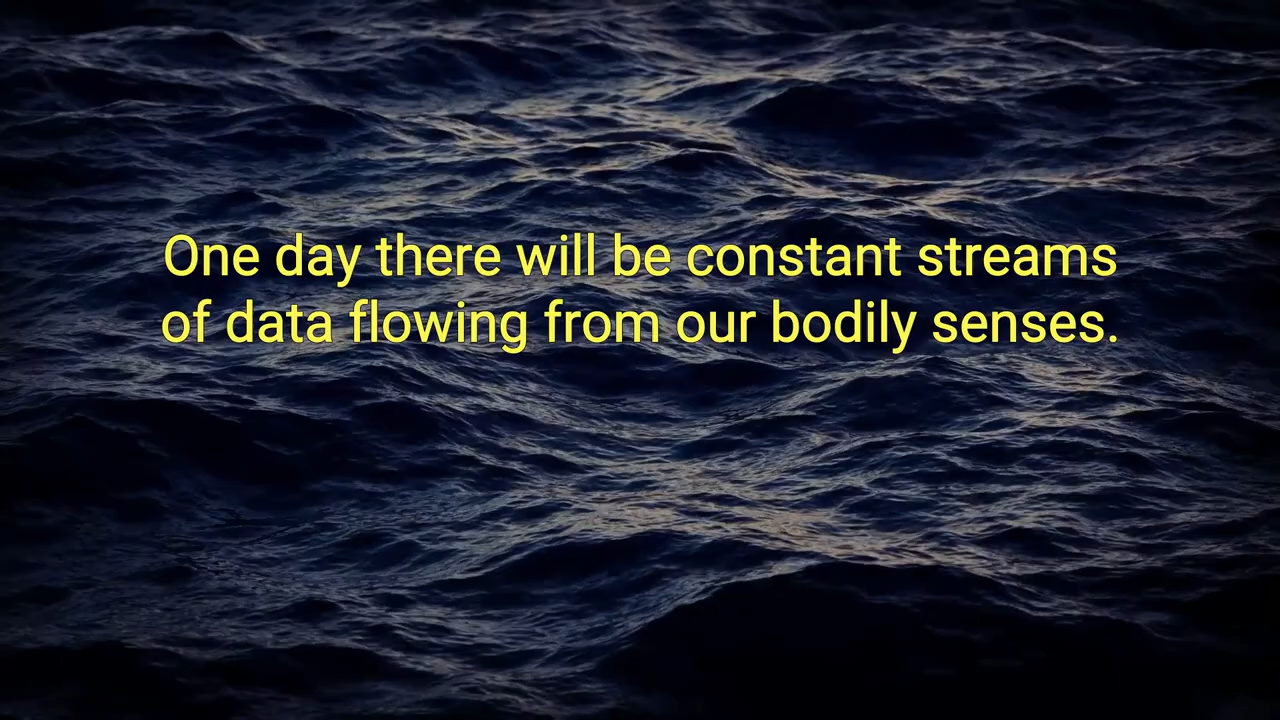 One day there will be constant streams
of data flowing from our bodily senses.